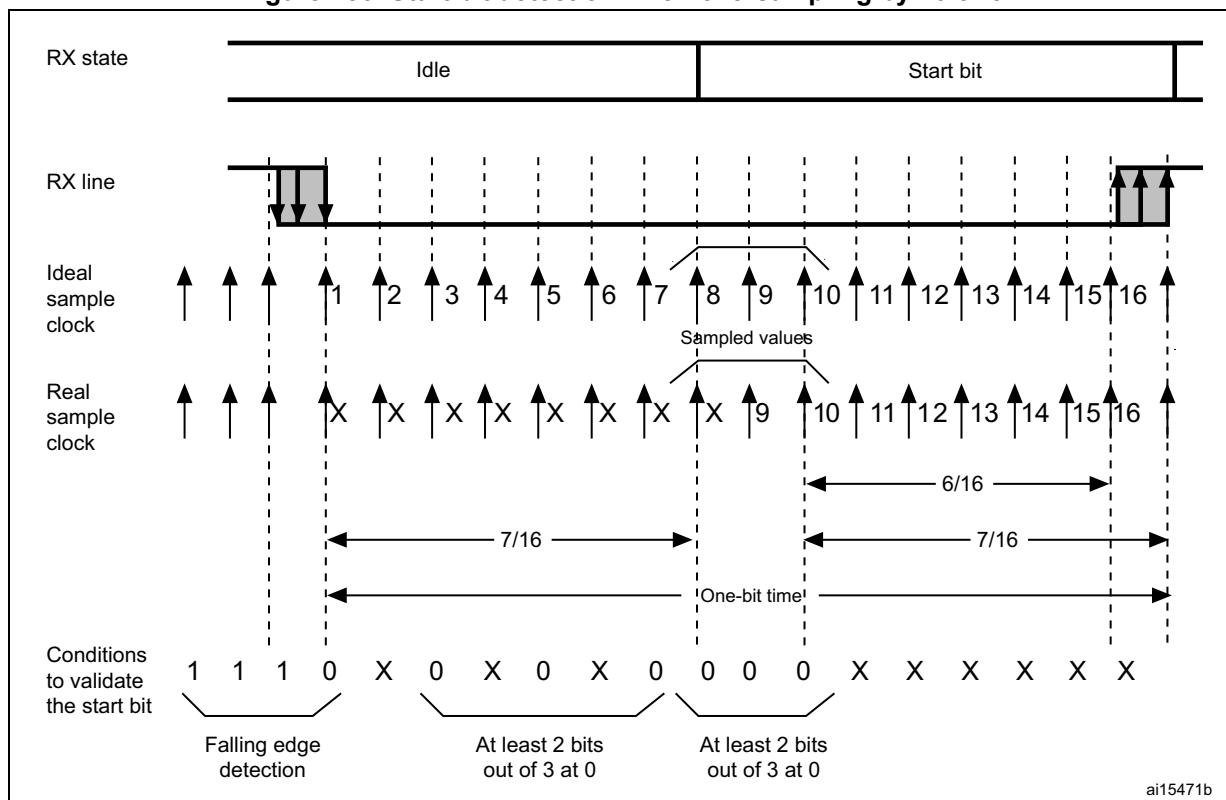 RX state
Idle
Start bit
RX line
Ideal
sample
clock
1 2 3 4 5 6 7 8 9 10 11 12 13 14 15 16
Sampled values
Real
sample
clock
X X X X X X X X 9 10 11 12 13 14 15 16
6/16
7/16
7/16
One-bit time
Conditions
to validate
the start bit
1 1 1 0 X 0 X 0 X 0 0 0 0 X X X X X X
Falling edge
detection
At least 2 bits
out of 3 at 0
At least 2 bits
out of 3 at 0
ai15471b